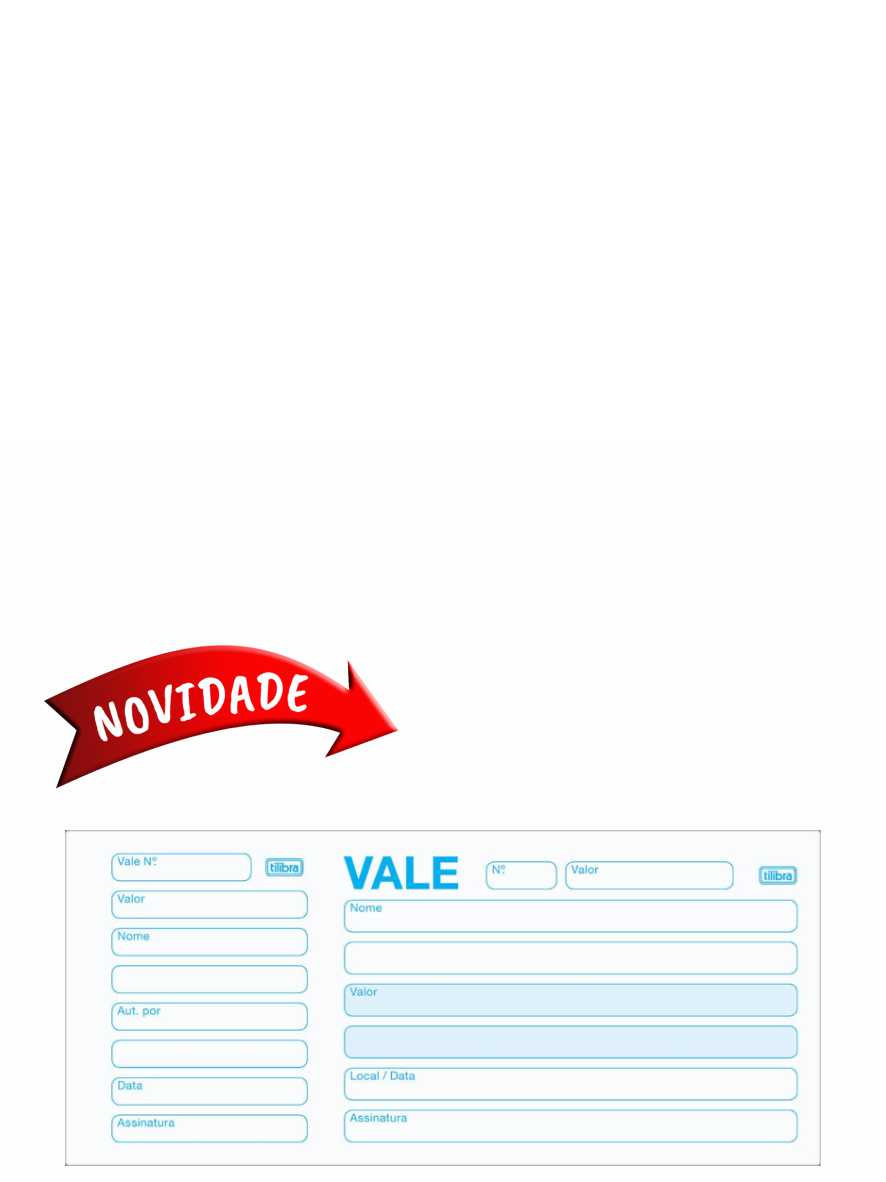 NOVIDADE
Vale Nº.
tilibra
Valor
Nome
Aut. por
Data
Assinatura
VALE
Nº.
Valor
tilibra
Nome
Valor
Local / Data
Assinatura